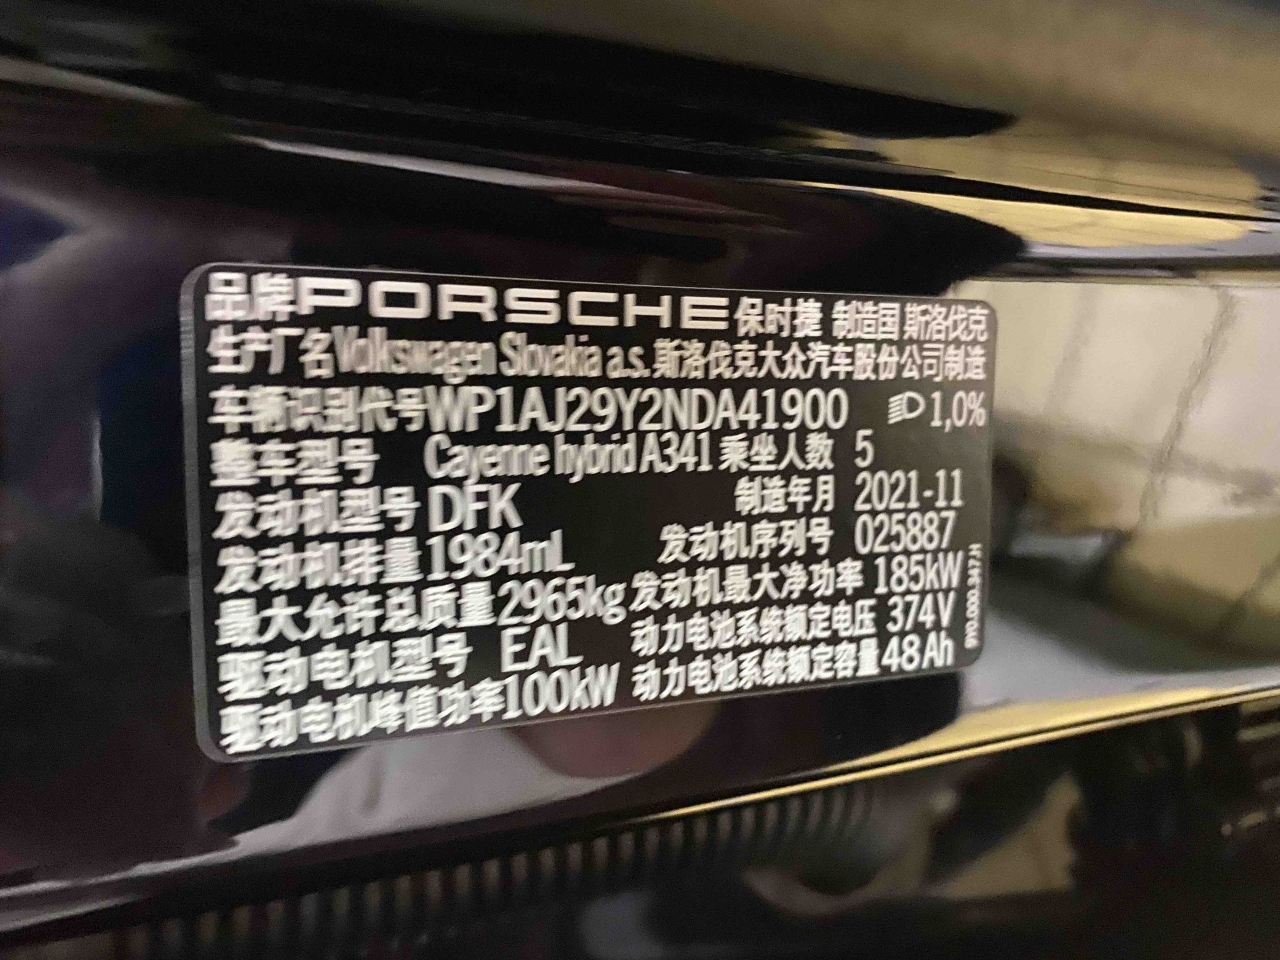 品牌PORSCHE保时捷 制造国 斯洛伐克
生产厂名Volkswagen Slovakia a.s.斯洛伐克大众汽车股份公司制造
车辆识别代号WP1AJ29Y2NDA41900 1,0%
整车型号 Cayenne hybrid A341 乘坐人数 5
发动机型号 DFK 制造年月 2021-11
发动机排量1984mL 发动机序列号 025887
最大允许总质量2965kg 发动机最大净功率 185kW
驱动电机型号 EAL 动力电池系统额定电压 374V
驱动电机峰值功率100kW 动力电池系统额定容量48Ah
9Y0.000.347.H